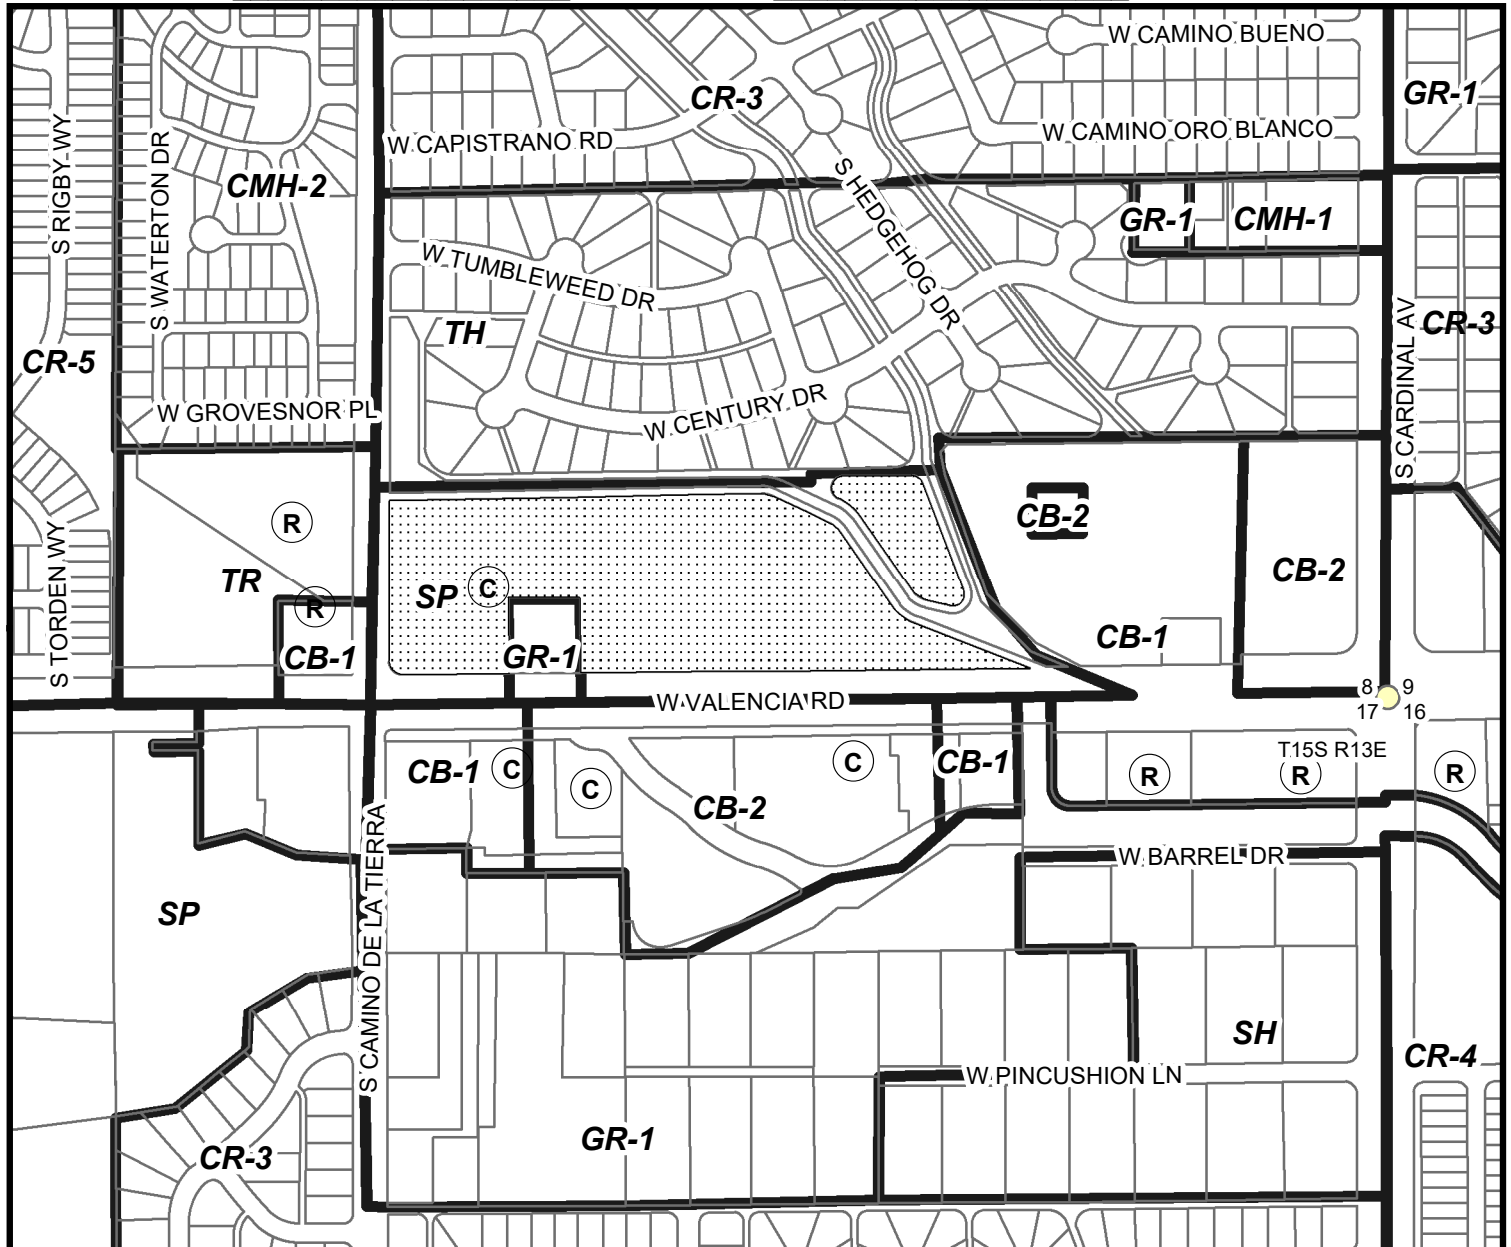 W CAMINO BUENO
CR-3
GR-1
S RIGBY WY
S WATERTON DR
W CAPISTRANO RD
W CAMINO ORO BLANCO
CMH-2
S HEDGEHOG DR
GR-1
CMH-1
W TUMBLEWEED DR
TH
S CARDINAL AV
CR-3
CR-5
W GROVESNOR PL
W CENTURY DR
R
CB-2
S TORDEN WY
TR
SP
C
CB-2
R
CB-1
GR-1
CB-1
W VALENCIA RD
8 9
17 16
T15S R13E
CB-1
C
C
C
CB-1
R
R
R
CB-2
W BARREL DR
SP
S CAMINO DE LA TIERRA
SH
CR-4
W PINCUSHION LN
GR-1
CR-3